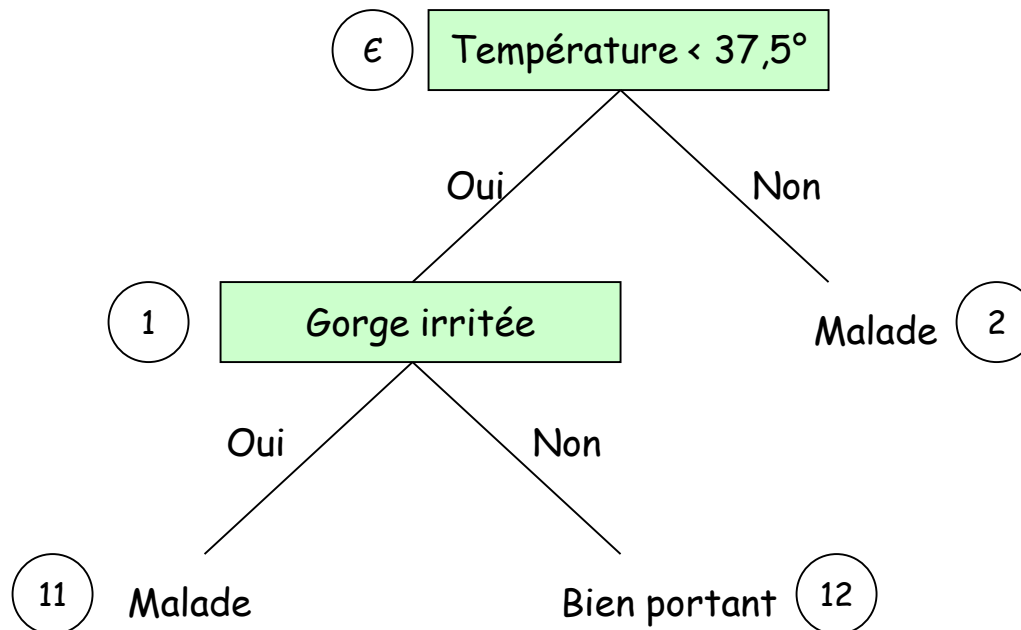 ϵ
Température < 37,5°
Oui
Non
1
Gorge irritée
Malade
2
Oui
Non
11
Malade
Bien portant
12